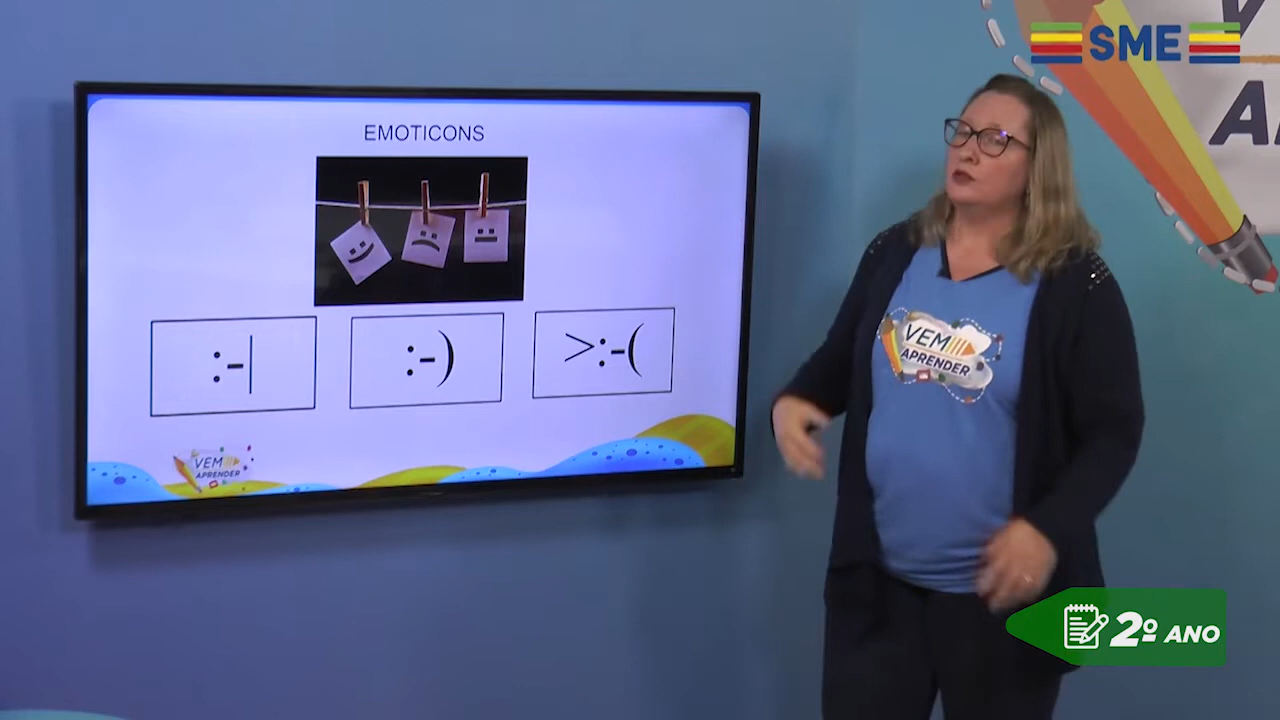 SME
EMOTICONS
:-|
:-)
>:-(
VEM
APRENDER
VEM
APRENDER
2º ANO